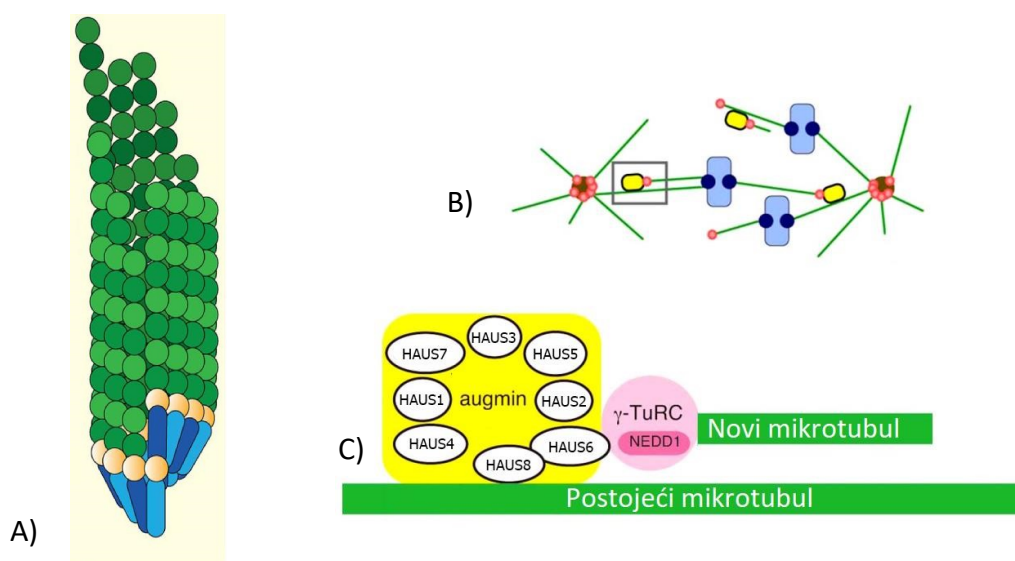 A)
B)
C)
HAUS3
HAUS7
HAUS5
HAUS1
augmin
HAUS2
HAUS4
HAUS6
HAUS8
γ-TuRC
NEDD1
Novi mikrotubul
Postojeći mikrotubul